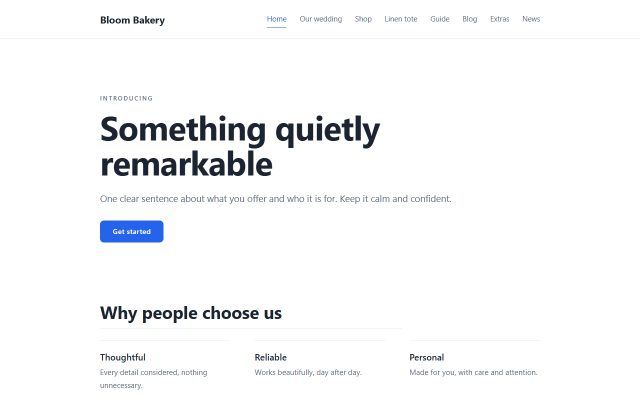 Bloom Bakery
Home Our wedding Shop Linen tote Guide Blog Extras News
INTRODUCING
Something quietly
remarkable
One clear sentence about what you offer and who it is for. Keep it calm and confident.
Get started
Why people choose us
Thoughtful
Every detail considered, nothing
unnecessary.
Reliable
Works beautifully, day after day.
Personal
Made for you, with care and attention.